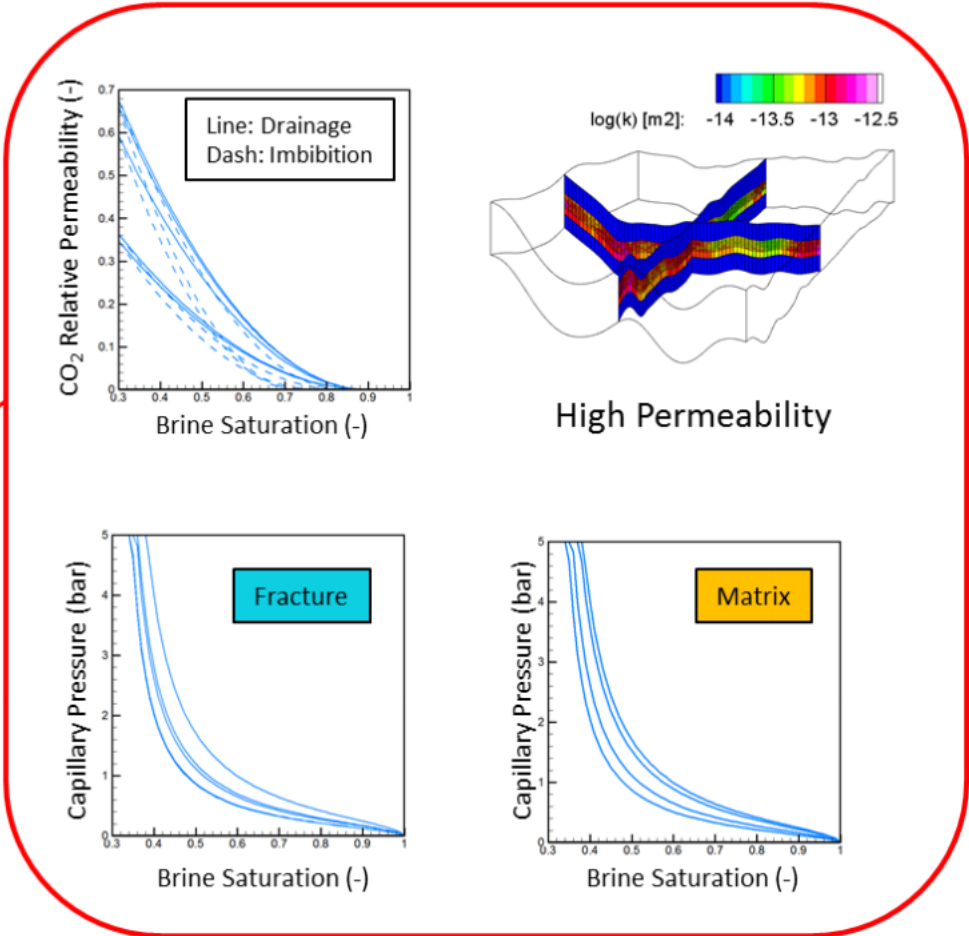 CO₂ Relative Permeability (-)
0.7
0.6
0.5
0.4
0.3
0.2
0.1
0
0.3 0.4 0.5 0.6 0.7 0.8 0.9 1
Brine Saturation (-)
Line: Drainage
Dash: Imbibition
log(k) [m2]: -14 -13.5 -13 -12.5
High Permeability
Capillary Pressure (bar)
5
4
3
2
1
0
0.3 0.4 0.5 0.6 0.7 0.8 0.9 1
Brine Saturation (-)
Fracture
Capillary Pressure (bar)
5
4
3
2
1
0
0.3 0.4 0.5 0.6 0.7 0.8 0.9 1
Brine Saturation (-)
Matrix